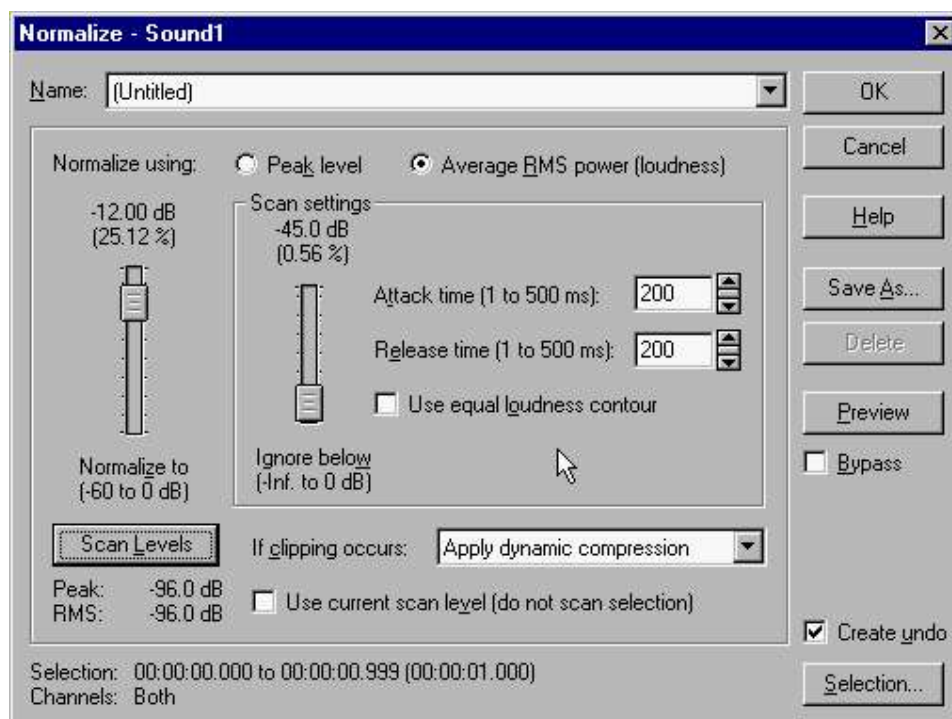 Normalize - Sound1
Name: (Untitled)
OK
Cancel
Help
Save As...
Delete
Preview
Bypass
Normalize using: Peak level Average RMS power (loudness)
-12.00 dB
(25.12 %)
Normalize to
(-60 to 0 dB)
Scan settings
-45.0 dB
(0.56 %)
Attack time (1 to 500 ms): 200
Release time (1 to 500 ms): 200
Use equal loudness contour
Ignore below
(-Inf. to 0 dB)
Scan Levels
If clipping occurs: Apply dynamic compression
Peak: -96.0 dB
RMS: -96.0 dB
Use current scan level (do not scan selection)
Create undo
Selection: 00:00:00.000 to 00:00:00.999 (00:00:01.000)
Channels: Both
Selection...